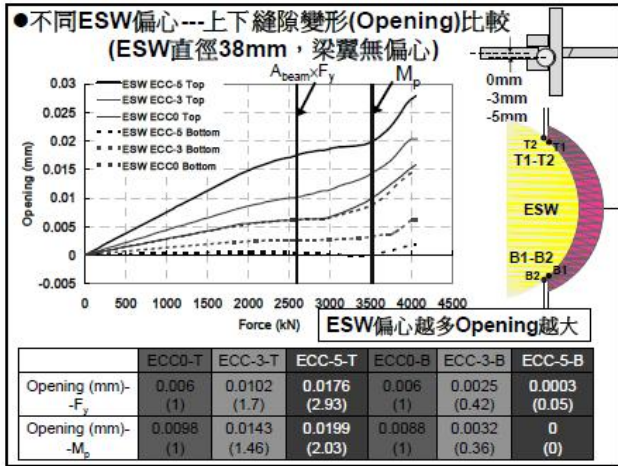 ●不同ESW偏心---上下縫隙變形(Opening)比較
(ESW直徑38mm，梁翼無偏心)
A_beam×F_y
M_p
0mm
-3mm
-5mm
0.03
0.025
0.02
0.015
0.01
0.005
0
-0.005
Opening (mm)
ESW ECC-5 Top
ESW ECC-3 Top
ESW ECC0 Top
ESW ECC-5 Bottom
ESW ECC-3 Bottom
ESW ECC0 Bottom
0 500 1000 1500 2000 2500 3000 3500 4000 4500
Force (kN)
T2 T1
T1-T2
ESW
B1-B2
B2 B1
ESW偏心越多Opening越大
ECC0-T ECC-3-T ECC-5-T ECC0-B ECC-3-B ECC-5-B
Opening (mm)- 0.006 0.0102 0.0176 0.006 0.0025 0.0003
-F_y (1) (1.7) (2.93) (1) (0.42) (0.05)
Opening (mm)- 0.0098 0.0143 0.0199 0.0088 0.0032 0
-M_p (1) (1.46) (2.03) (1) (0.36) (0)